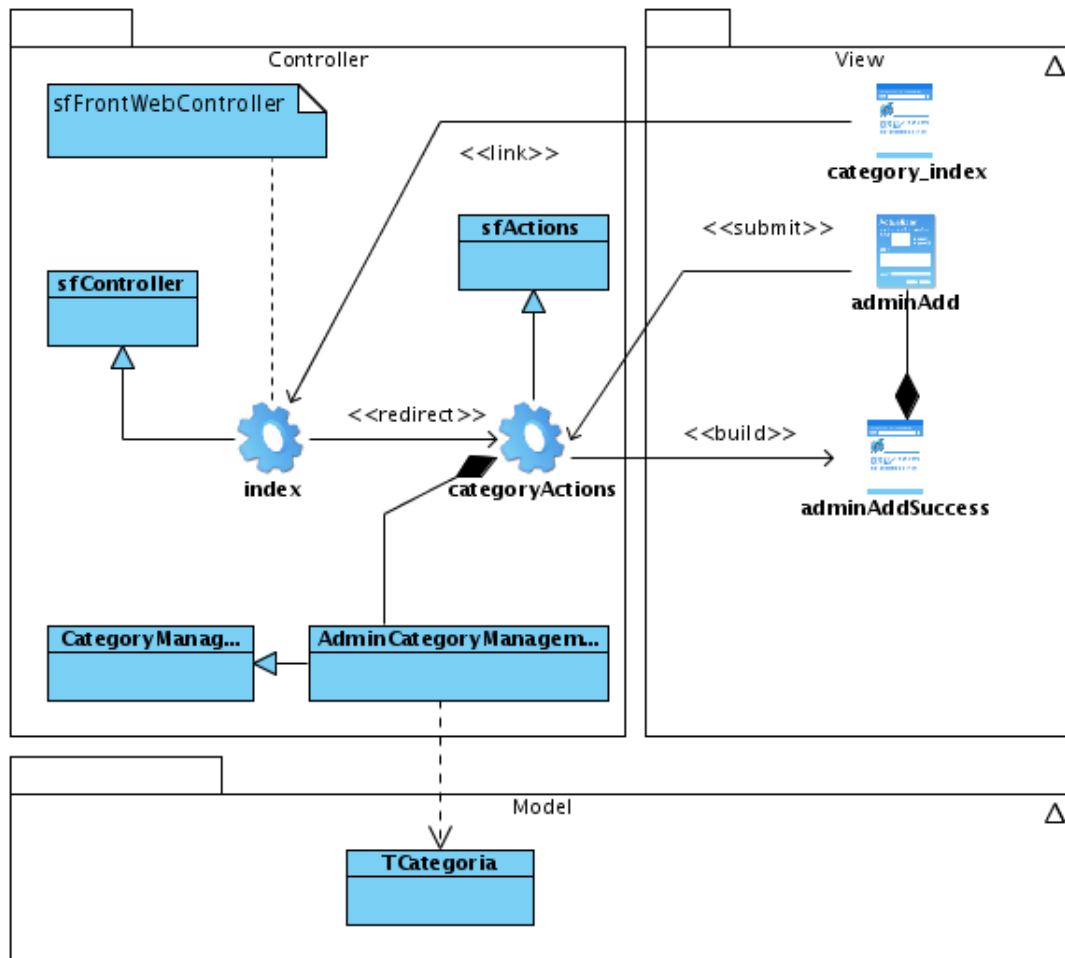 Controller
View
sfFrontWebController
<<link>>
category_index
sfActions
<<submit>>
sfController
adminAdd
<<redirect>>
<<build>>
index
categoryActions
adminAddSuccess
CategoryManag...
AdminCategoryManagem...
Model
TCategoria